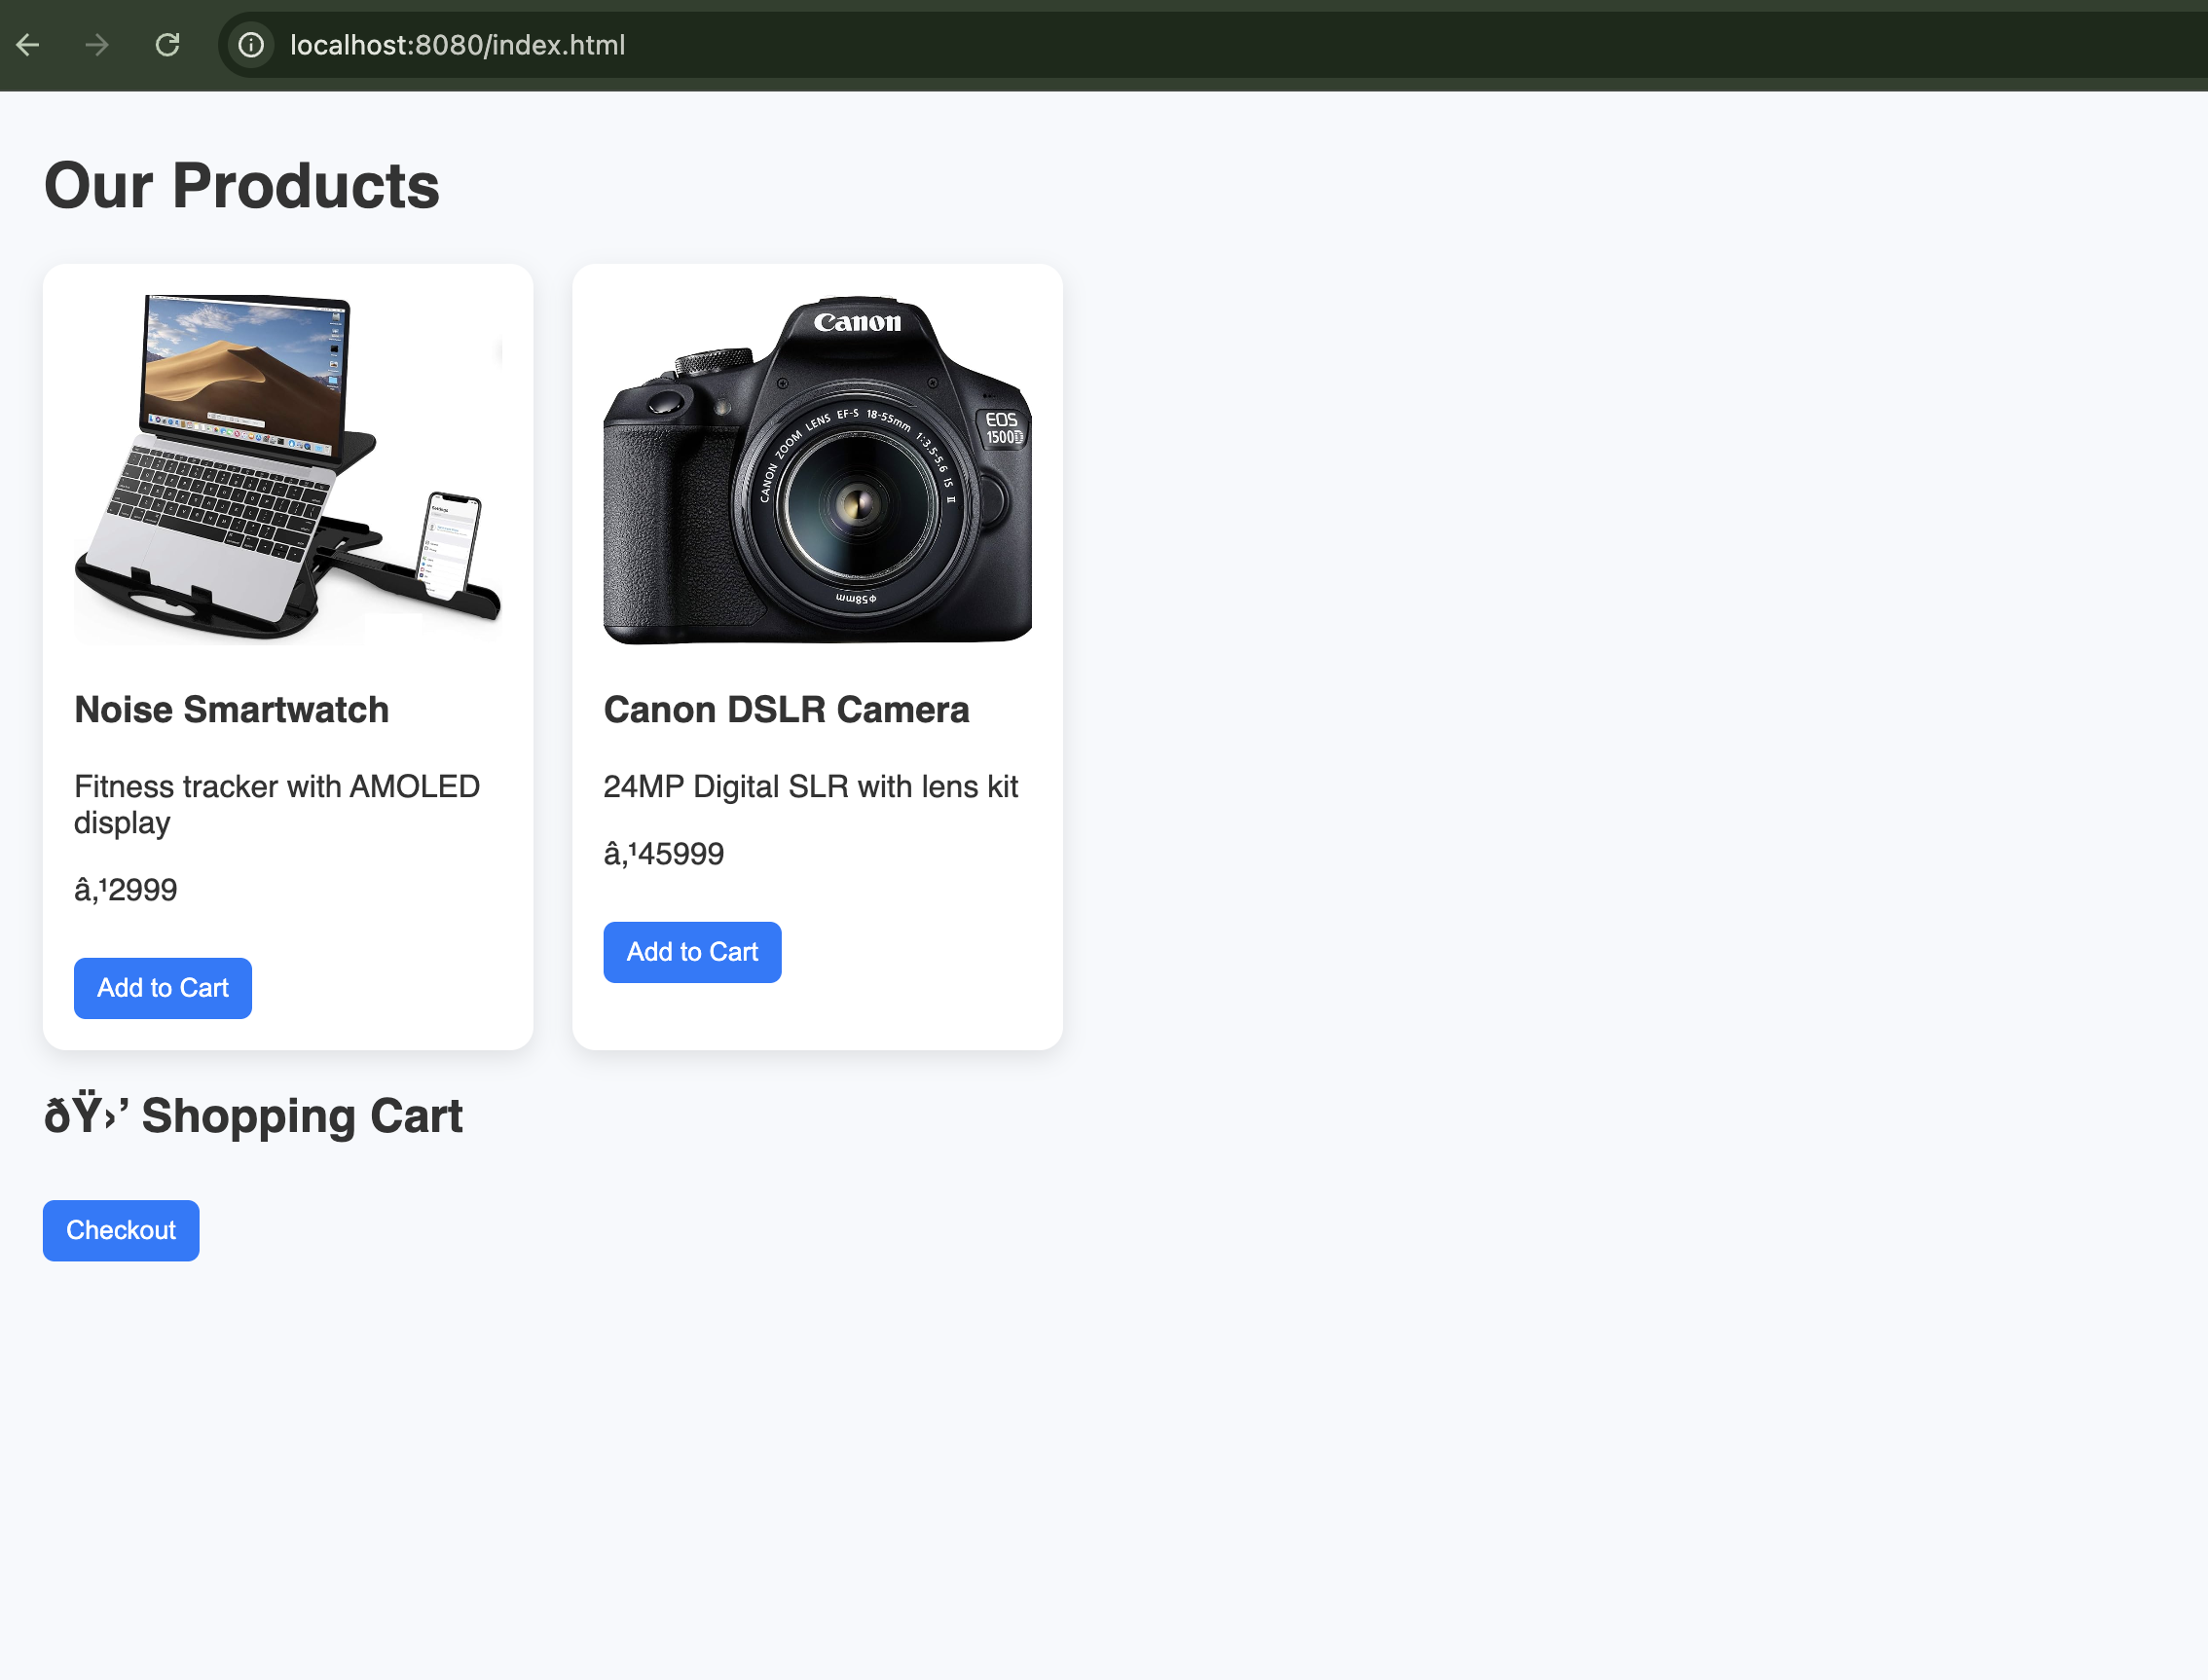 localhost:8080/index.html
Our Products
Canon
EOS
1500D
CANON ZOOM LENS EF-S 18-55mm 1:3.5-5.6 IS II
φ58mm
Noise Smartwatch
Canon DSLR Camera
Fitness tracker with AMOLED
display
24MP Digital SLR with lens kit
â‚¹2999
â‚¹45999
Add to Cart
Add to Cart
ðŸ›’ Shopping Cart
Checkout